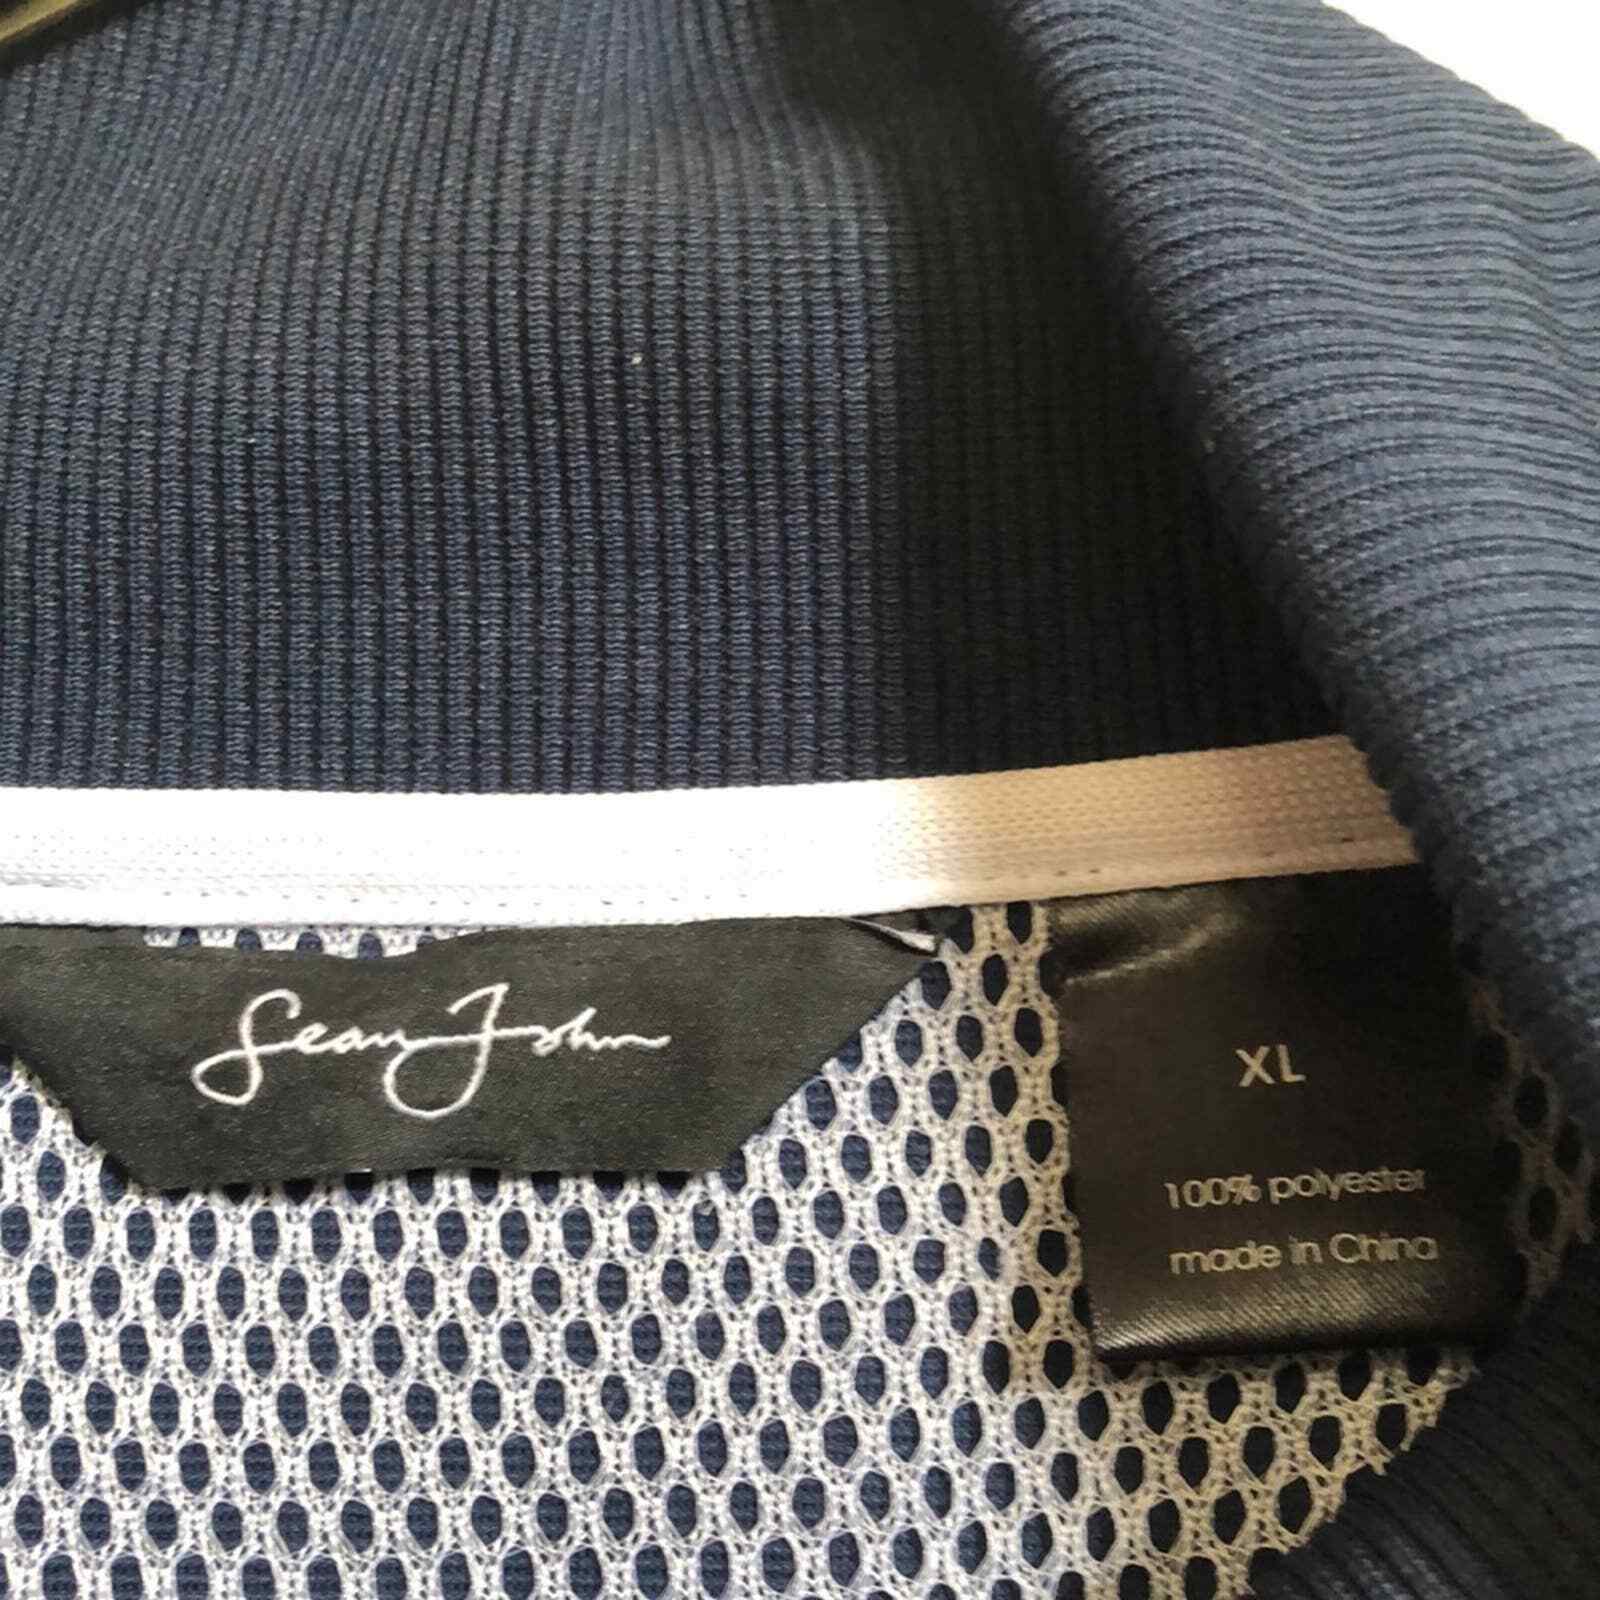 Sean John
XL
100% polyester
made in China